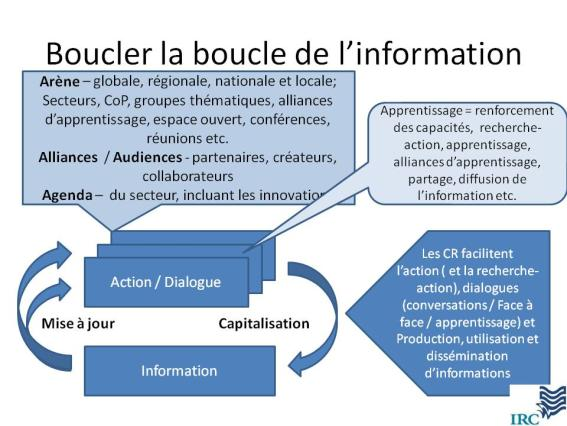 Boucler la boucle de l'information
Arène – globale, régionale, nationale et locale;
Secteurs, CoP, groupes thématiques, alliances
d'apprentissage, espace ouvert, conférences,
réunions etc.
Alliances / Audiences - partenaires, créateurs,
collaborateurs
Agenda – du secteur, incluant les innovation
Apprentissage = renforcement
des capacités, recherche-
action, apprentissage,
alliances d'apprentissage,
partage, diffusion de
l'information etc.
Action / Dialogue
Mise à jour
Capitalisation
Information
Les CR facilitent
l'action ( et la recherche-
action), dialogues
(conversations / Face à
face / apprentissage) et
Production, utilisation et
dissémination
d'informations
IRC